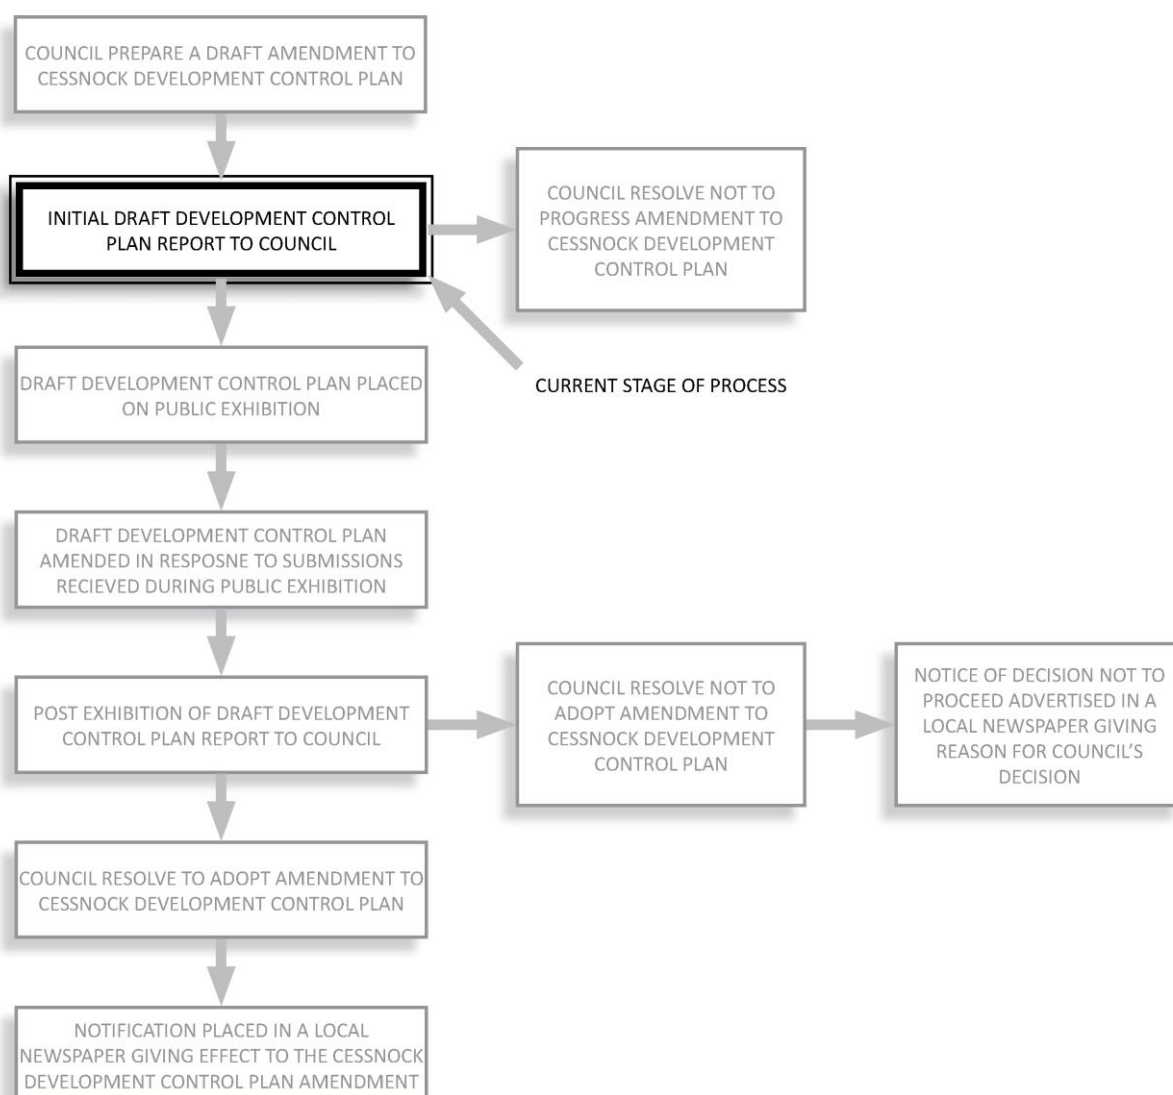 COUNCIL PREPARE A DRAFT AMENDMENT TO
CESSNOCK DEVELOPMENT CONTROL PLAN
INITIAL DRAFT DEVELOPMENT CONTROL
PLAN REPORT TO COUNCIL
COUNCIL RESOLVE NOT TO
PROGRESS AMENDMENT TO
CESSNOCK DEVELOPMENT
CONTROL PLAN
CURRENT STAGE OF PROCESS
DRAFT DEVELOPMENT CONTROL PLAN PLACED
ON PUBLIC EXHIBITION
DRAFT DEVELOPMENT CONTROL PLAN
AMENDED IN RESPOSNE TO SUBMISSIONS
RECIEVED DURING PUBLIC EXHIBITION
POST EXHIBITION OF DRAFT DEVELOPMENT
CONTROL PLAN REPORT TO COUNCIL
COUNCIL RESOLVE NOT TO
ADOPT AMENDMENT TO
CESSNOCK DEVELOPMENT
CONTROL PLAN
NOTICE OF DECISION NOT TO
PROCEED ADVERTISED IN A
LOCAL NEWSPAPER GIVING
REASON FOR COUNCIL'S
DECISION
COUNCIL RESOLVE TO ADOPT AMENDMENT TO
CESSNOCK DEVELOPMENT CONTROL PLAN
NOTIFICATION PLACED IN A LOCAL
NEWSPAPER GIVING EFFECT TO THE CESSNOCK
DEVELOPMENT CONTROL PLAN AMENDMENT